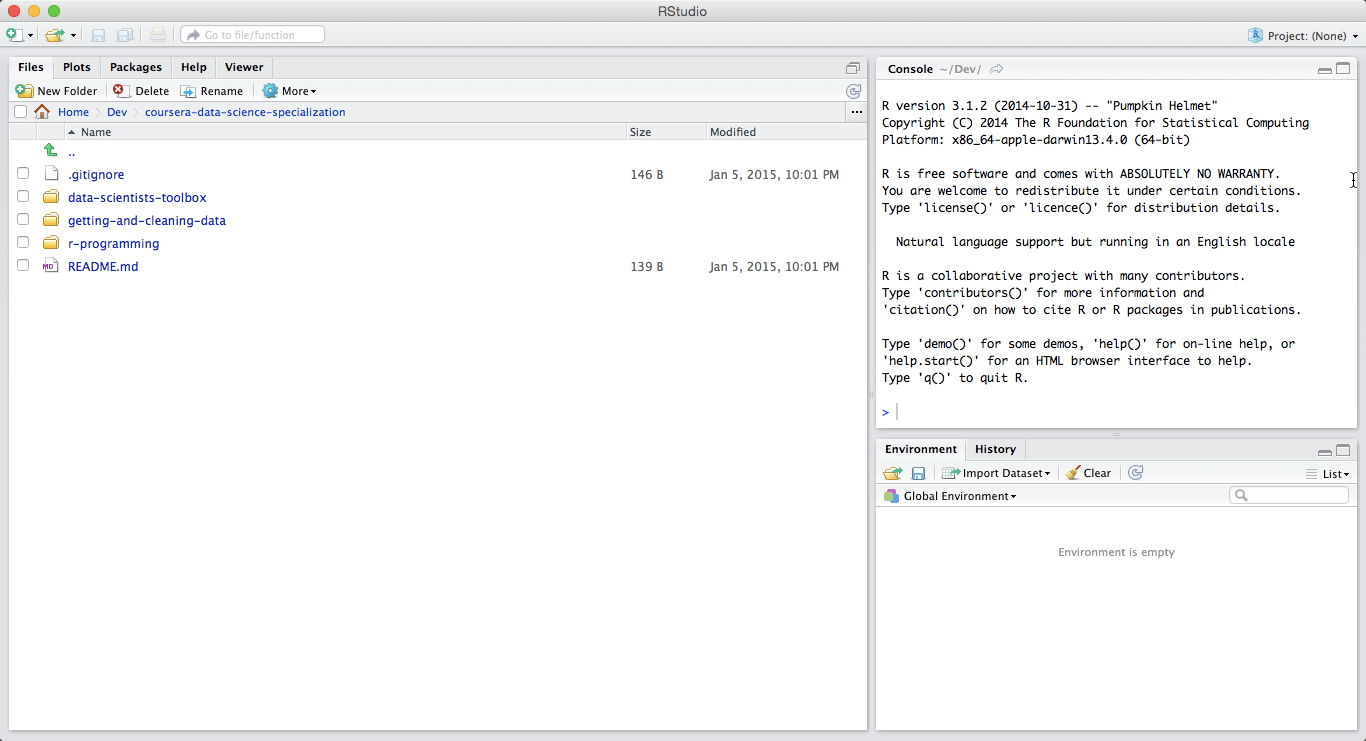 RStudio
Go to file/function
Project: (None)
Files Plots Packages Help Viewer
New Folder Delete Rename More
Home Dev coursera-data-science-specialization ...
Name Size Modified
..
.gitignore 146 B Jan 5, 2015, 10:01 PM
data-scientists-toolbox
getting-and-cleaning-data
r-programming
MD README.md 139 B Jan 5, 2015, 10:01 PM
Console ~/Dev/
R version 3.1.2 (2014-10-31) -- "Pumpkin Helmet"
Copyright (C) 2014 The R Foundation for Statistical Computing
Platform: x86_64-apple-darwin13.4.0 (64-bit)
R is free software and comes with ABSOLUTELY NO WARRANTY.
You are welcome to redistribute it under certain conditions.
Type 'license()' or 'licence()' for distribution details.
Natural language support but running in an English locale
R is a collaborative project with many contributors.
Type 'contributors()' for more information and
'citation()' on how to cite R or R packages in publications.
Type 'demo()' for some demos, 'help()' for on-line help, or
'help.start()' for an HTML browser interface to help.
Type 'q()' to quit R.
>
Environment History
Import Dataset Clear List
Global Environment
Environment is empty